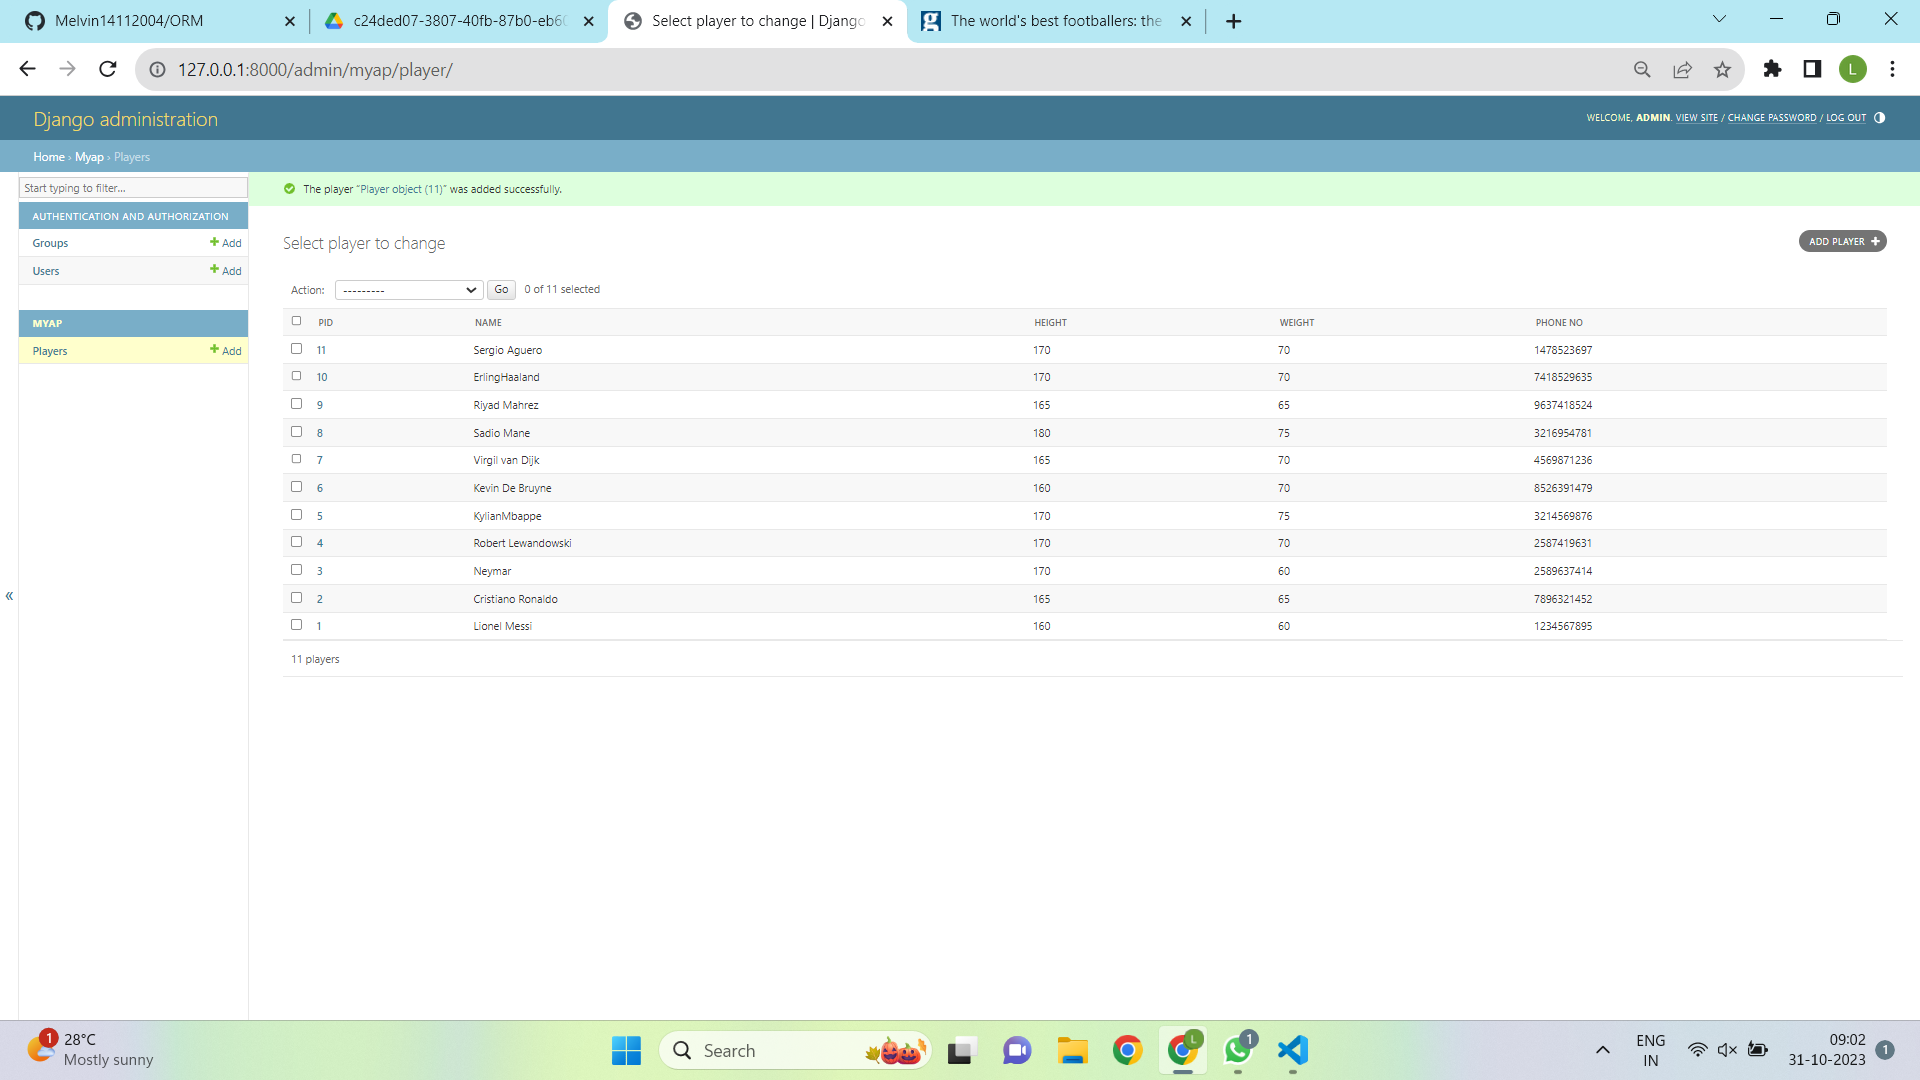 Melvin14112004/ORM
c24ded07-3807-40fb-87b0-eb60
Select player to change | Django
The world's best footballers: the
127.0.0.1:8000/admin/myap/player/
L
Django administration
WELCOME, ADMIN. VIEW SITE / CHANGE PASSWORD / LOG OUT
Home › Myap › Players
Start typing to filter...
The player “Player object (11)” was added successfully.
AUTHENTICATION AND AUTHORIZATION
Groups + Add
Users + Add
MYAP
Players + Add
«
Select player to change
ADD PLAYER +
Action: --------- Go 0 of 11 selected
PID NAME HEIGHT WEIGHT PHONE NO
11 Sergio Aguero 170 70 1478523697
10 ErlingHaaland 170 70 7418529635
9 Riyad Mahrez 165 65 9637418524
8 Sadio Mane 180 75 3216954781
7 Virgil van Dijk 165 70 4569871236
6 Kevin De Bruyne 160 70 8526391479
5 KylianMbappe 170 75 3214569876
4 Robert Lewandowski 170 70 2587419631
3 Neymar 170 60 2589637414
2 Cristiano Ronaldo 165 65 7896321452
1 Lionel Messi 160 60 1234567895
11 players
1
28°C
Mostly sunny
Search
L
1
ENG
IN
09:02
31-10-2023
1